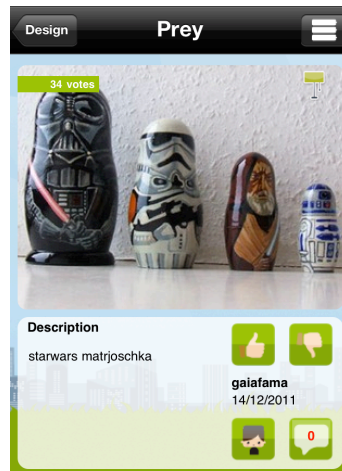 Design
Prey
34 votes
Description
starwars matrjoschka
gaiafama
14/12/2011
0